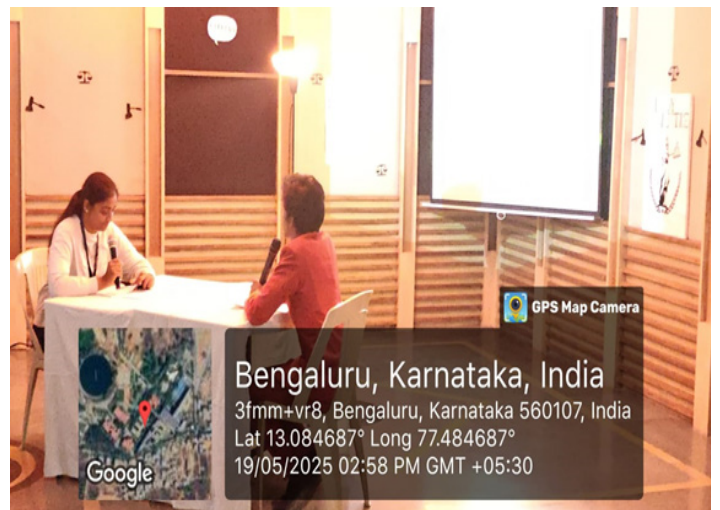 GPS Map Camera
Bengaluru, Karnataka, India
3fmm+vr8, Bengaluru, Karnataka 560107, India
Lat 13.084687° Long 77.484687°
19/05/2025 02:58 PM GMT +05:30
Google